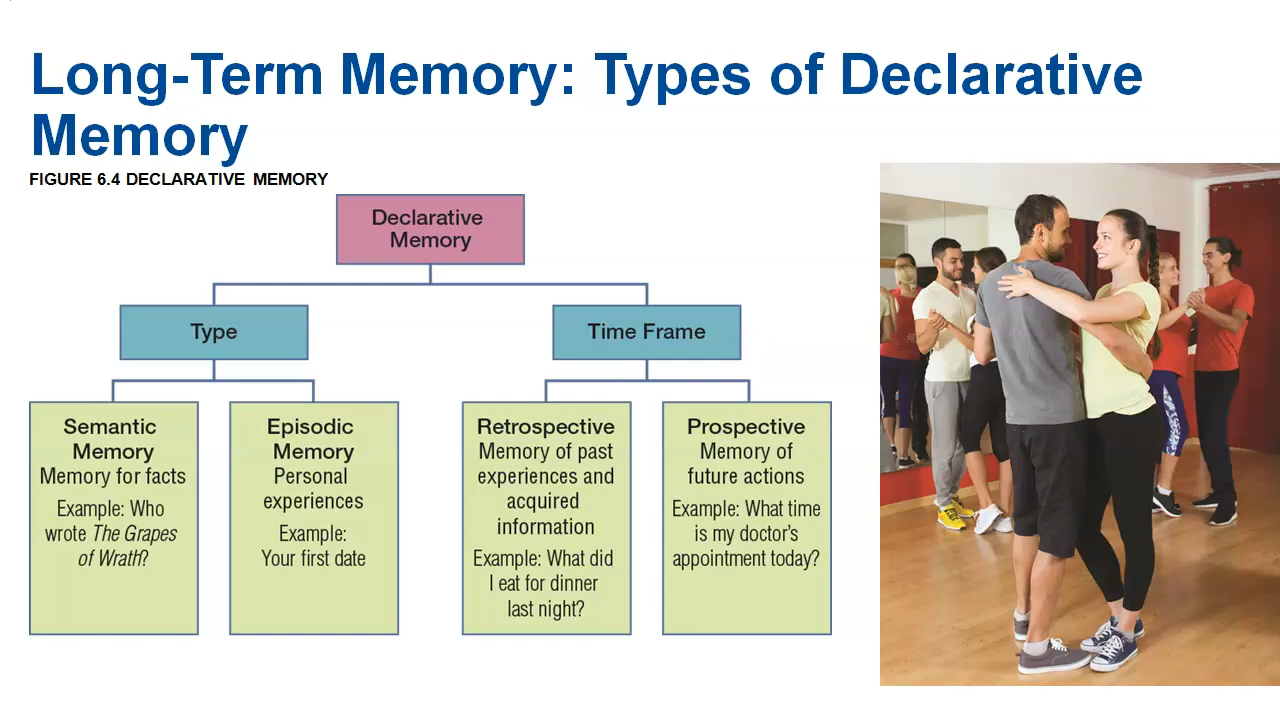 Long-Term Memory: Types of Declarative
Memory
FIGURE 6.4 DECLARATIVE MEMORY
Declarative
Memory
Type
Time Frame
Semantic
Memory
Memory for facts
Example: Who
wrote The Grapes
of Wrath?
Episodic
Memory
Personal
experiences
Example:
Your first date
Retrospective
Memory of past
experiences and
acquired
information
Example: What did
I eat for dinner
last night?
Prospective
Memory of
future actions
Example: What time
is my doctor's
appointment today?